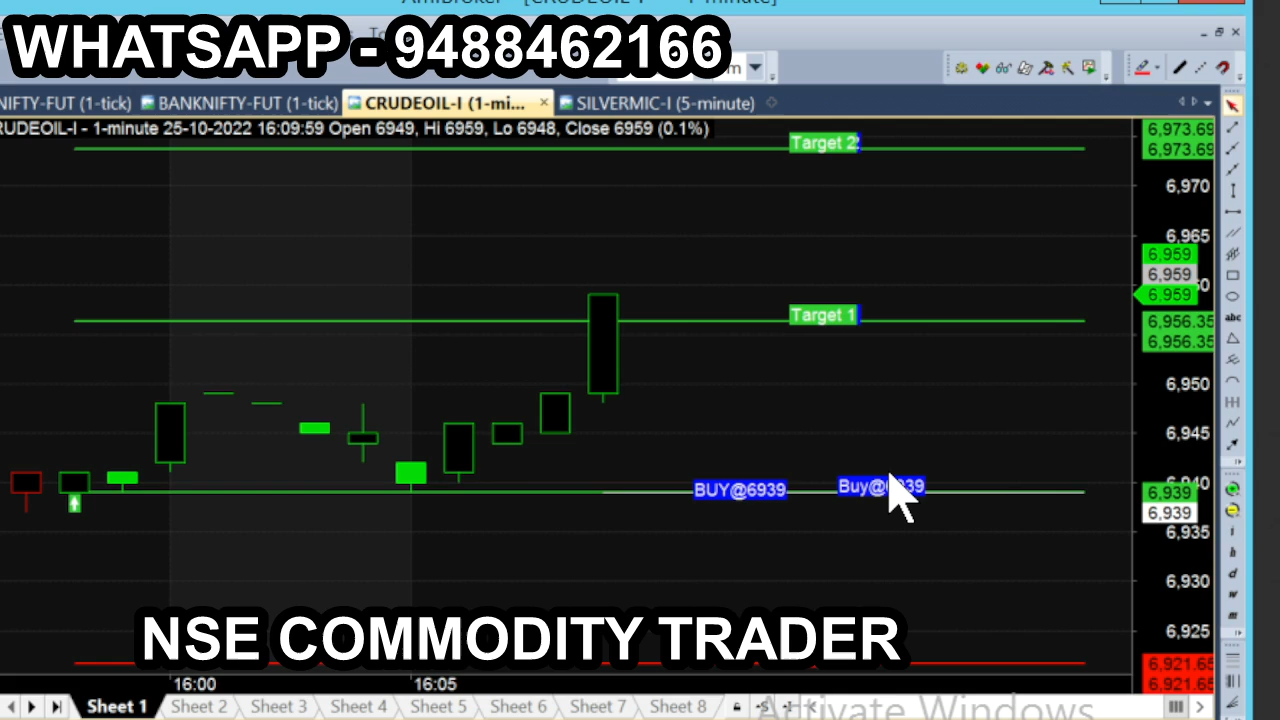 WHATSAPP - 9488462166
NIFTY-FUT (1-tick) BANKNIFTY-FUT (1-tick) CRUDEOIL-I (1-mi... SILVERMIC-I (5-minute)
RUDEOIL-I - 1-minute 25-10-2022 16:09:59 Open 6949, Hi 6959, Lo 6948, Close 6959 (0.1%)
6,973.69
Target 2
6,973.69
6,970
6,965
6,959
6,959
6,959
Target 1
6,956.35
6,956.35
6,950
6,945
BUY@6939
6,939
6,939
6,935
6,930
6,925
NSE COMMODITY TRADER
6,921.65
6,921.65
16:00 16:05
Sheet 1 Sheet 2 Sheet 3 Sheet 4 Sheet 5 Sheet 6 Sheet 7 Sheet 8
abc